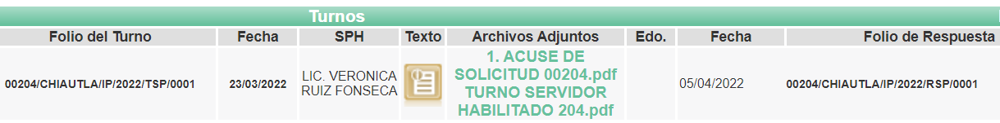 Turnos
Folio del Turno Fecha SPH Texto Archivos Adjuntos Edo. Fecha Folio de Respuesta
00204/CHIAUTLA/IP/2022/TSP/0001 23/03/2022 LIC. VERONICA RUIZ FONSECA 1. ACUSE DE SOLICITUD 00204.pdf TURNO SERVIDOR HABILITADO 204.pdf 05/04/2022 00204/CHIAUTLA/IP/2022/RSP/0001